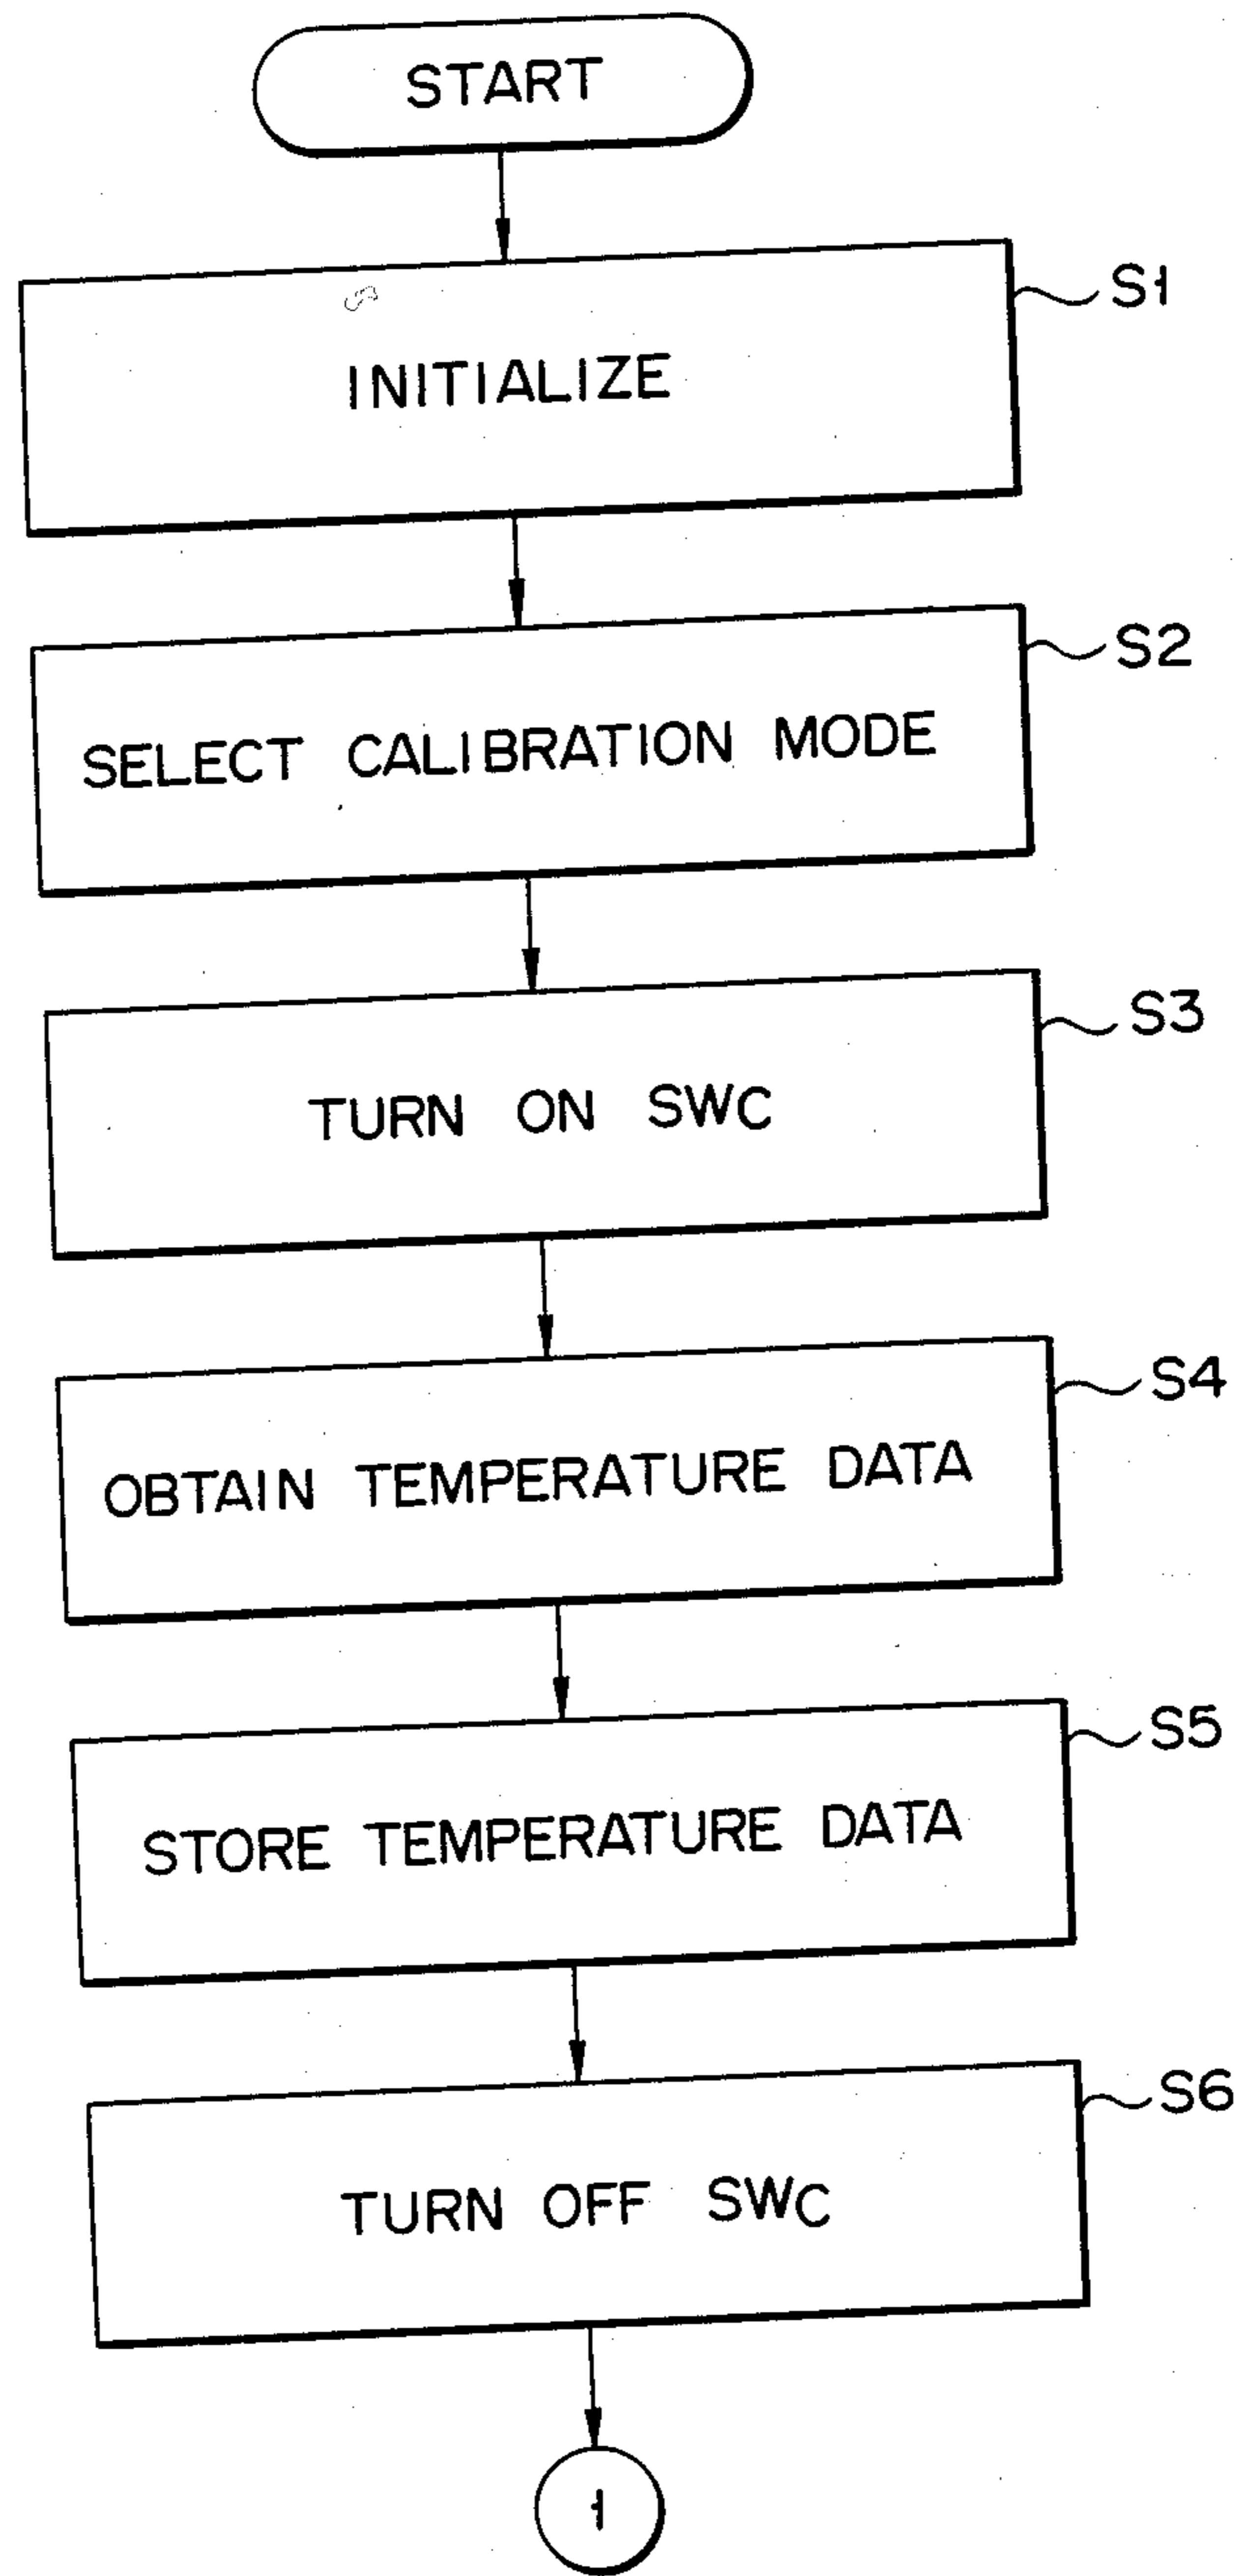 START
INITIALIZE
S1
SELECT CALIBRATION MODE
S2
TURN ON SWC
S3
OBTAIN TEMPERATURE DATA
S4
STORE TEMPERATURE DATA
S5
TURN OFF SWC
S6
1